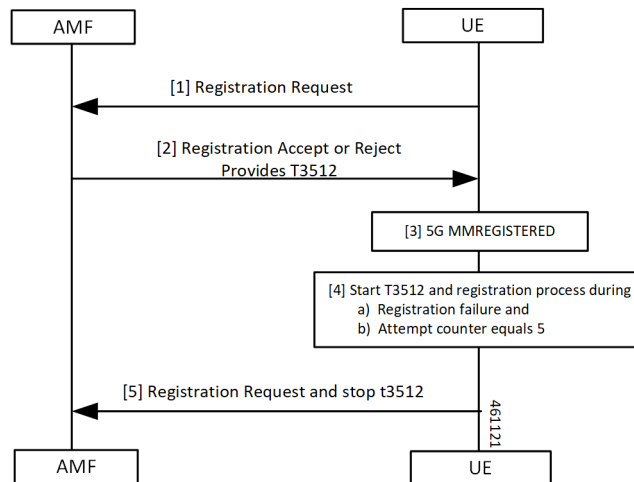 AMF
UE
[1] Registration Request
[2] Registration Accept or Reject
Provides T3512
[3] 5G MMREGISTERED
[4] Start T3512 and registration process during
a) Registration failure and
b) Attempt counter equals 5
[5] Registration Request and stop t3512
461121
AMF
UE